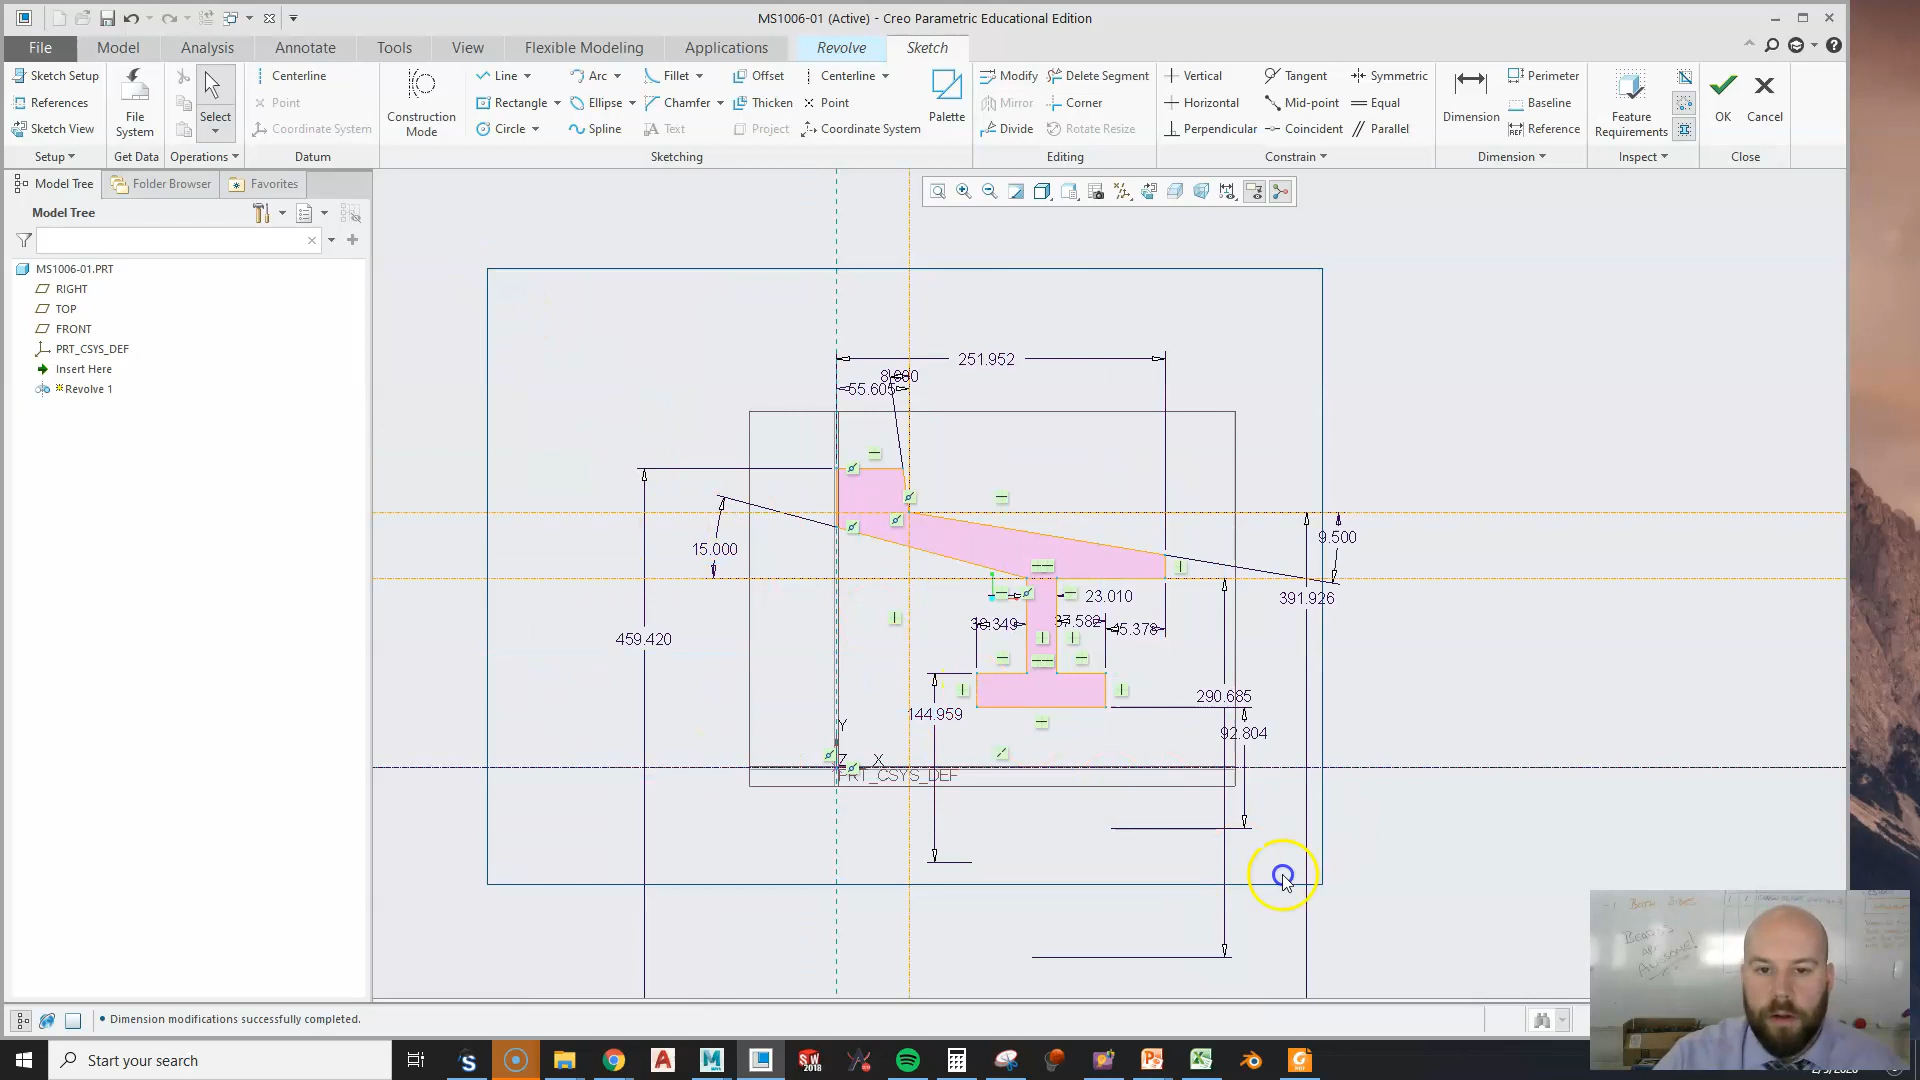 MS1006-01 (Active) - Creo Parametric Educational Edition
File Model Analysis Annotate Tools View Flexible Modeling Applications Revolve Sketch
Sketch Setup
References
Sketch View
Setup
File System
Get Data
Select
Operations
Centerline
Point
Coordinate System
Datum
Construction Mode
Line Arc Fillet Offset Centerline
Rectangle Ellipse Chamfer Thicken Point
Circle Spline Text Project Coordinate System
Palette
Sketching
Modify Delete Segment
Mirror Corner
Divide Rotate Resize
Editing
Vertical Tangent Symmetric
Horizontal Mid-point Equal
Perpendicular Coincident Parallel
Constrain
Dimension
Perimeter
Baseline
Reference
Dimension
Feature Requirements
Inspect
OK
Cancel
Close
Model Tree Folder Browser Favorites
Model Tree
MS1006-01.PRT
RIGHT
TOP
FRONT
PRT_CSYS_DEF
Insert Here
Revolve 1
251.952
55.605
15.000
9.500
23.010
391.926
37.582
45.378
459.420
290.685
144.959
92.804
Y
Z X
PRT_CSYS_DEF
Dimension modifications successfully completed.
Start your search
SW 2018